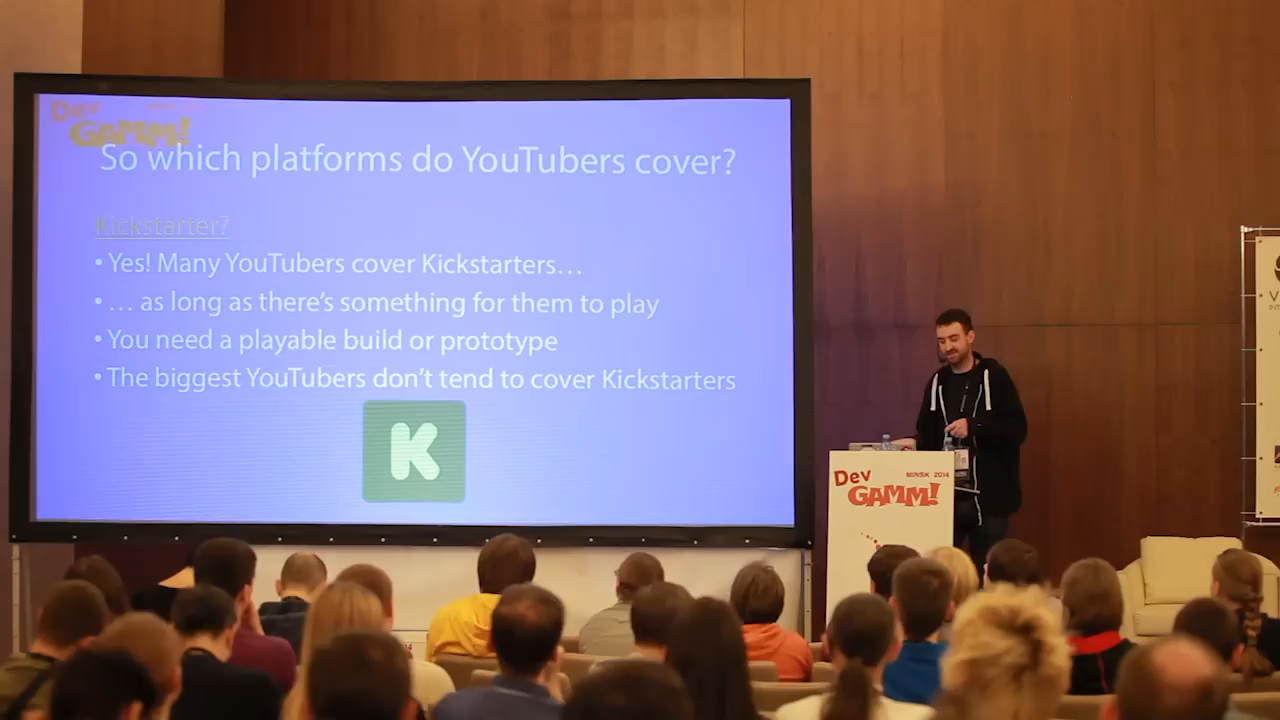 Dev
GAMM!
So which platforms do YouTubers cover?
Kickstarter?
• Yes! Many YouTubers cover Kickstarters…
• … as long as there's something for them to play
• You need a playable build or prototype
• The biggest YouTubers don't tend to cover Kickstarters
K
Dev
MINSK 2014
GAMM!